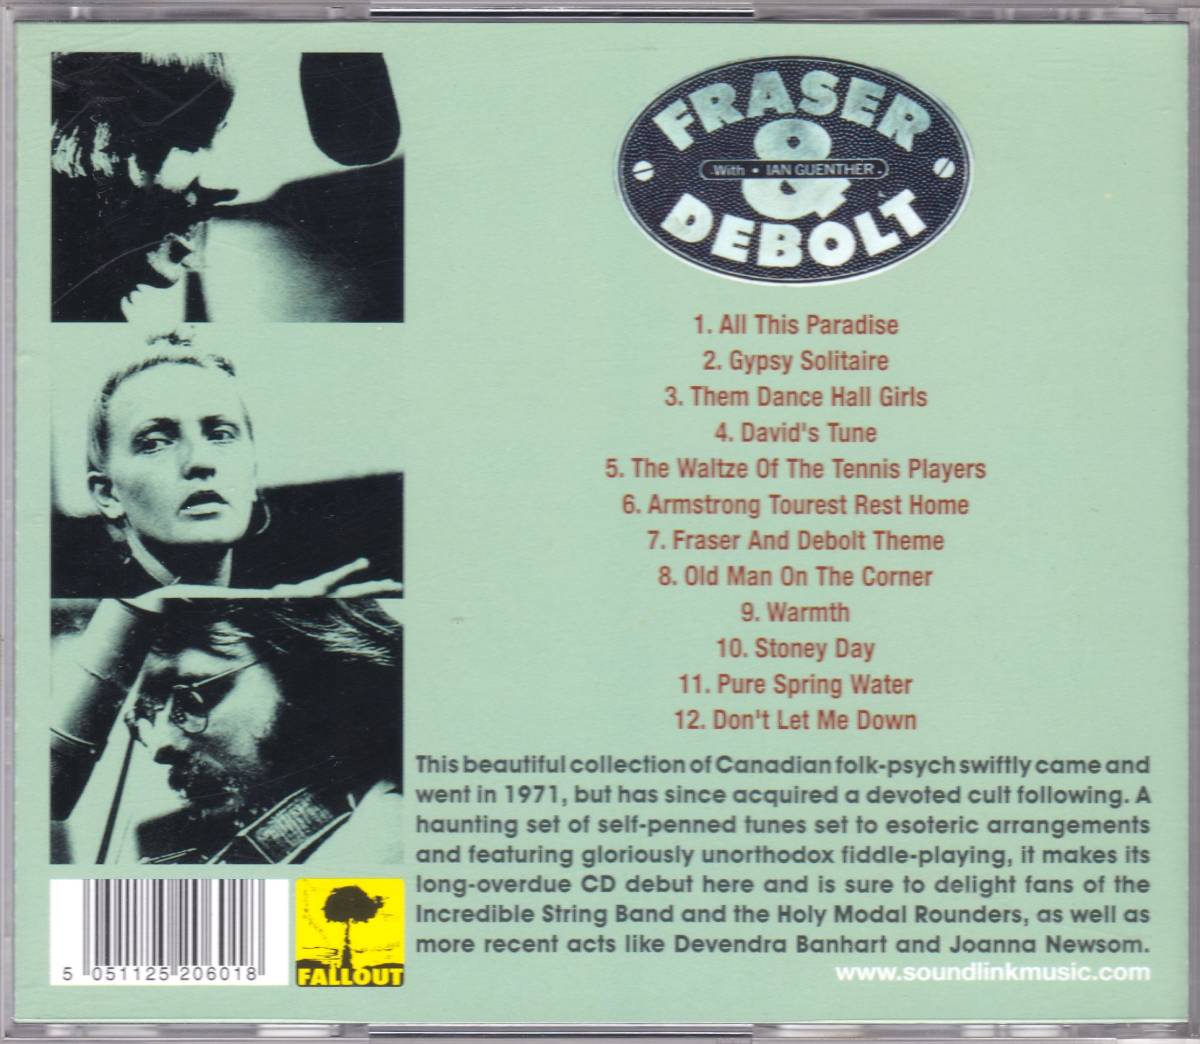 FRASER
&
With • IAN GUENTHER
DEBOLT
1. All This Paradise
2. Gypsy Solitaire
3. Them Dance Hall Girls
4. David's Tune
5. The Waltze Of The Tennis Players
6. Armstrong Tourest Rest Home
7. Fraser And Debolt Theme
8. Old Man On The Corner
9. Warmth
10. Stoney Day
11. Pure Spring Water
12. Don't Let Me Down
This beautiful collection of Canadian folk-psych swiftly came and
went in 1971, but has since acquired a devoted cult following. A
haunting set of self-penned tunes set to esoteric arrangements
and featuring gloriously unorthodox fiddle-playing, it makes its
long-overdue CD debut here and is sure to delight fans of the
Incredible String Band and the Holy Modal Rounders, as well as
more recent acts like Devendra Banhart and Joanna Newsom.
www.soundlinkmusic.com
5 051125 206018
FALLOUT